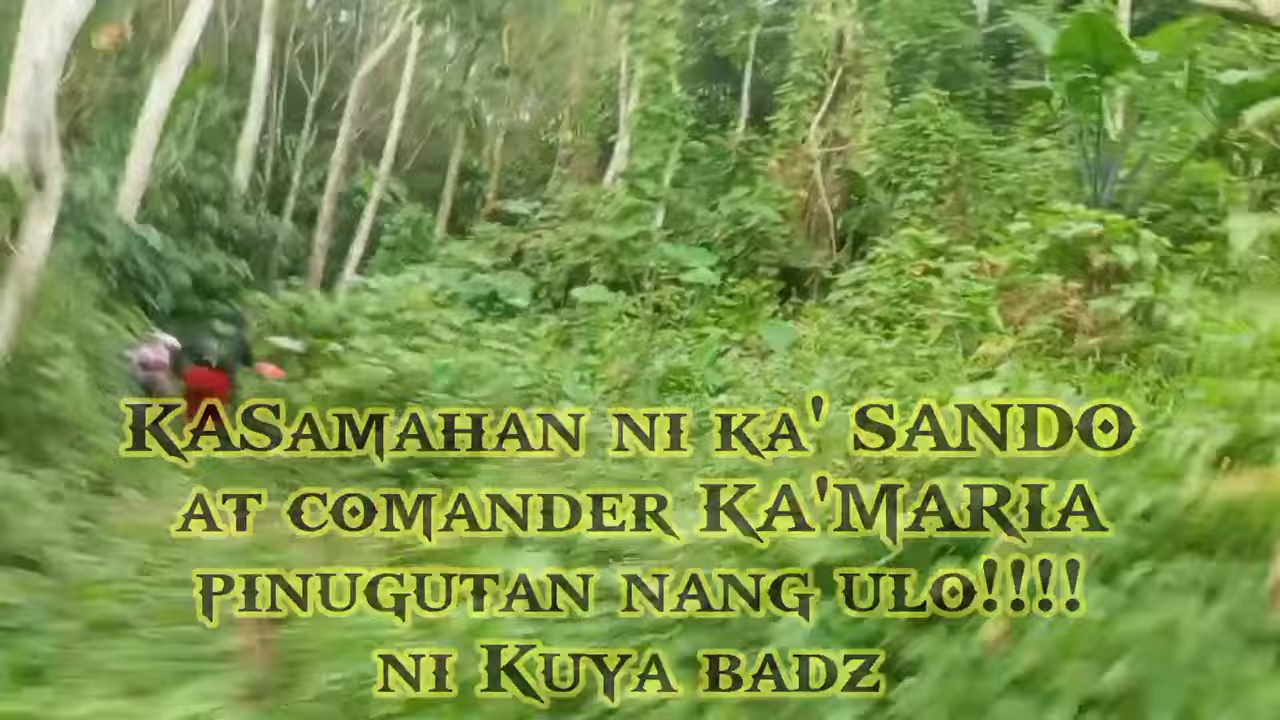 KASAMAHAN NI KA' SANDO
AT COMANDER KA'MARIA
PINUGUTAN NANG ULO!!!!
NI KUYA BADZ